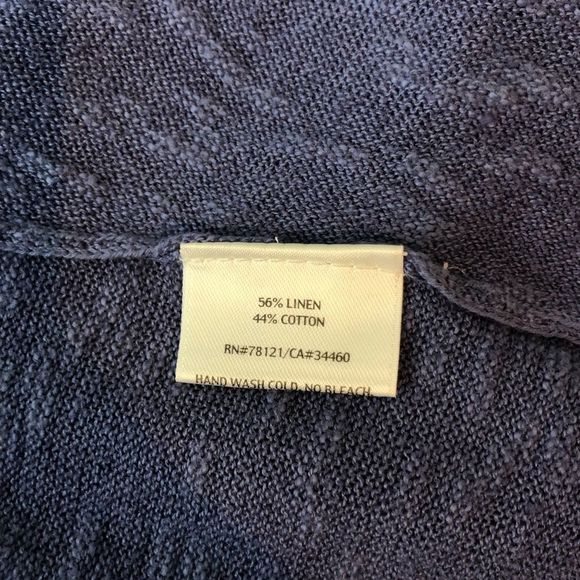 56% LINEN
44% COTTON
RN#78121/CA#34460
HAND WASH COLD, NO BLEACH,